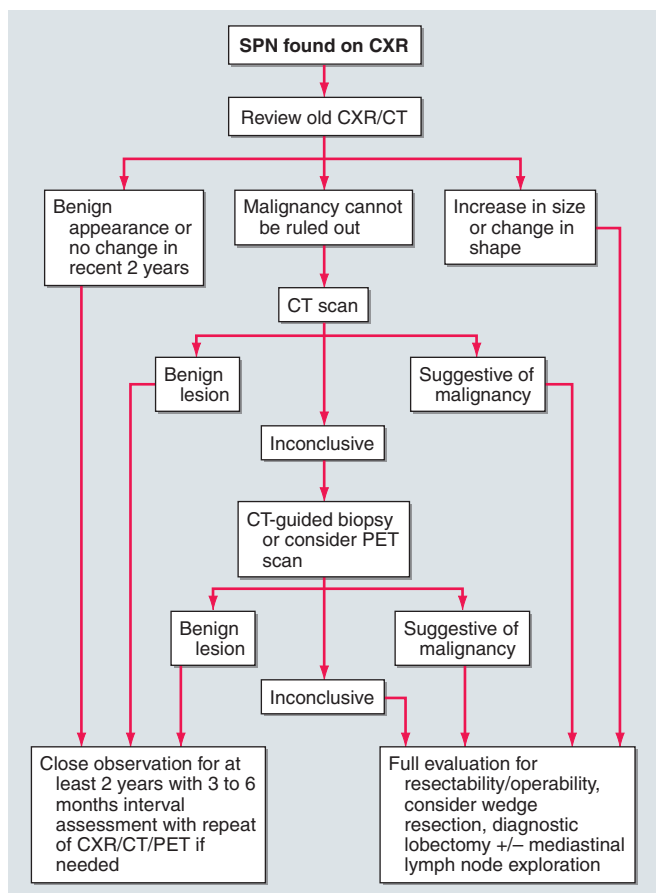 SPN found on CXR
Review old CXR/CT
Benign
appearance or
no change in
recent 2 years
Malignancy cannot
be ruled out
Increase in size
or change in
shape
CT scan
Benign
lesion
Suggestive of
malignancy
Inconclusive
CT-guided biopsy
or consider PET
scan
Benign
lesion
Suggestive of
malignancy
Inconclusive
Close observation for at
least 2 years with 3 to 6
months interval
assessment with repeat
of CXR/CT/PET if
needed
Full evaluation for
resectability/operability,
consider wedge
resection, diagnostic
lobectomy +/– mediastinal
lymph node exploration